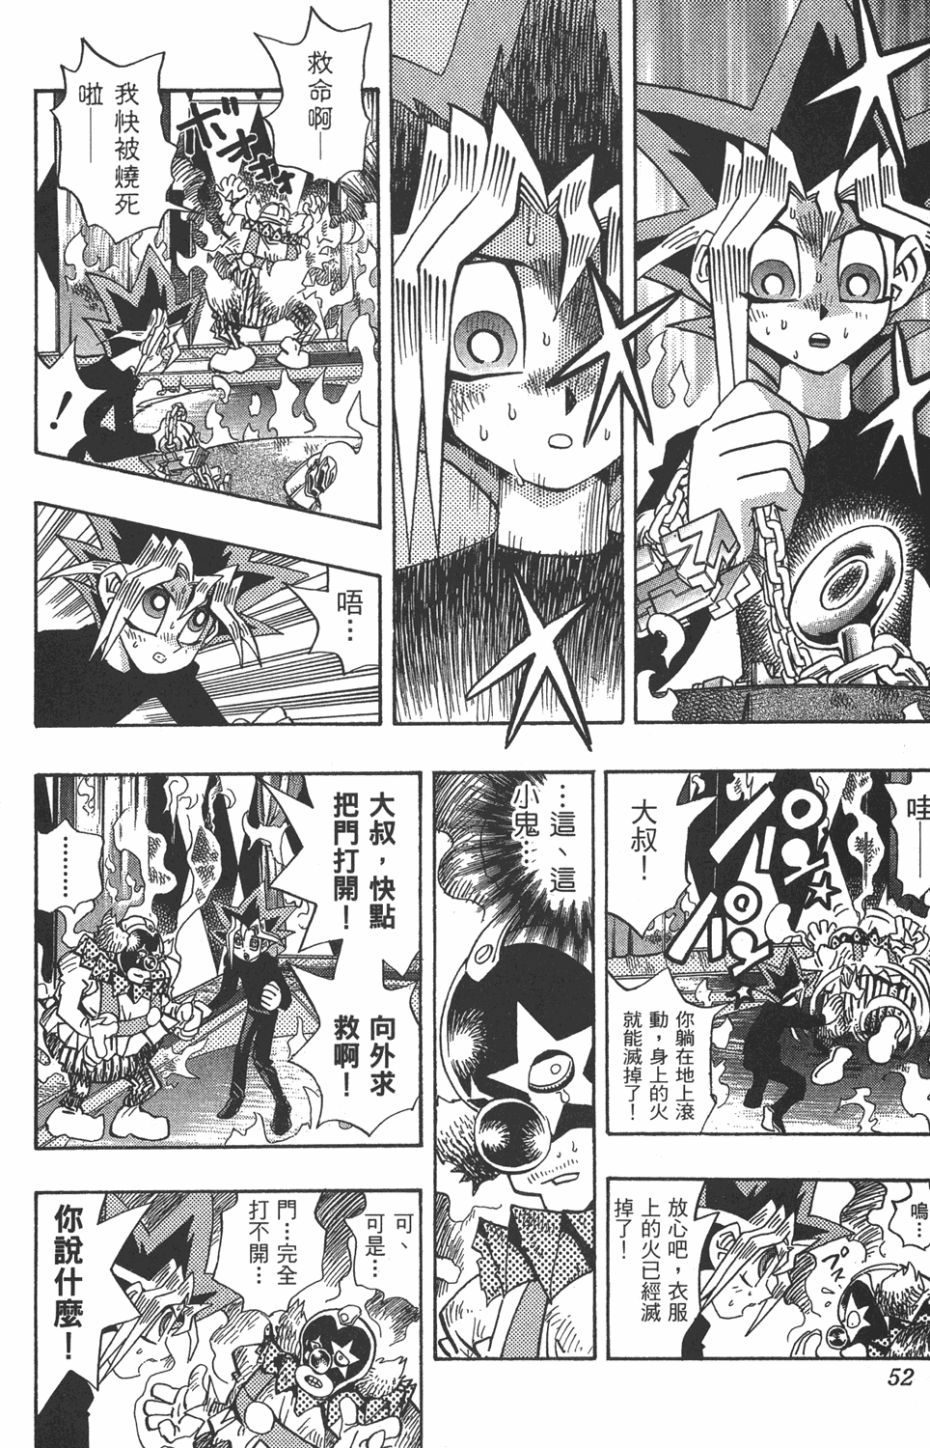 救命啊—
我快被燒死
啦—
ボオォォ
！
唔…
哇—
大叔！
你躺在地上滾
動，身上的火
就能滅掉了！
嗚…
放心吧，衣服
上的火已經滅
掉了！
…這、這
小鬼…
大叔，快點
把門打開！
向外求
救啊！
………
可、
可是…
門…完全
打不開…
你說什麼！
52